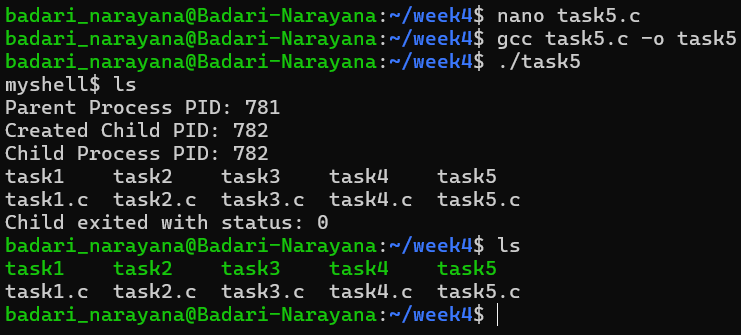 badari_narayana@Badari-Narayana:~/week4$ nano task5.c
badari_narayana@Badari-Narayana:~/week4$ gcc task5.c -o task5
badari_narayana@Badari-Narayana:~/week4$ ./task5
myshell$ ls
Parent Process PID: 781
Created Child PID: 782
Child Process PID: 782
task1    task2    task3    task4    task5
task1.c  task2.c  task3.c  task4.c  task5.c
Child exited with status: 0
badari_narayana@Badari-Narayana:~/week4$ ls
task1    task2    task3    task4    task5
task1.c  task2.c  task3.c  task4.c  task5.c
badari_narayana@Badari-Narayana:~/week4$